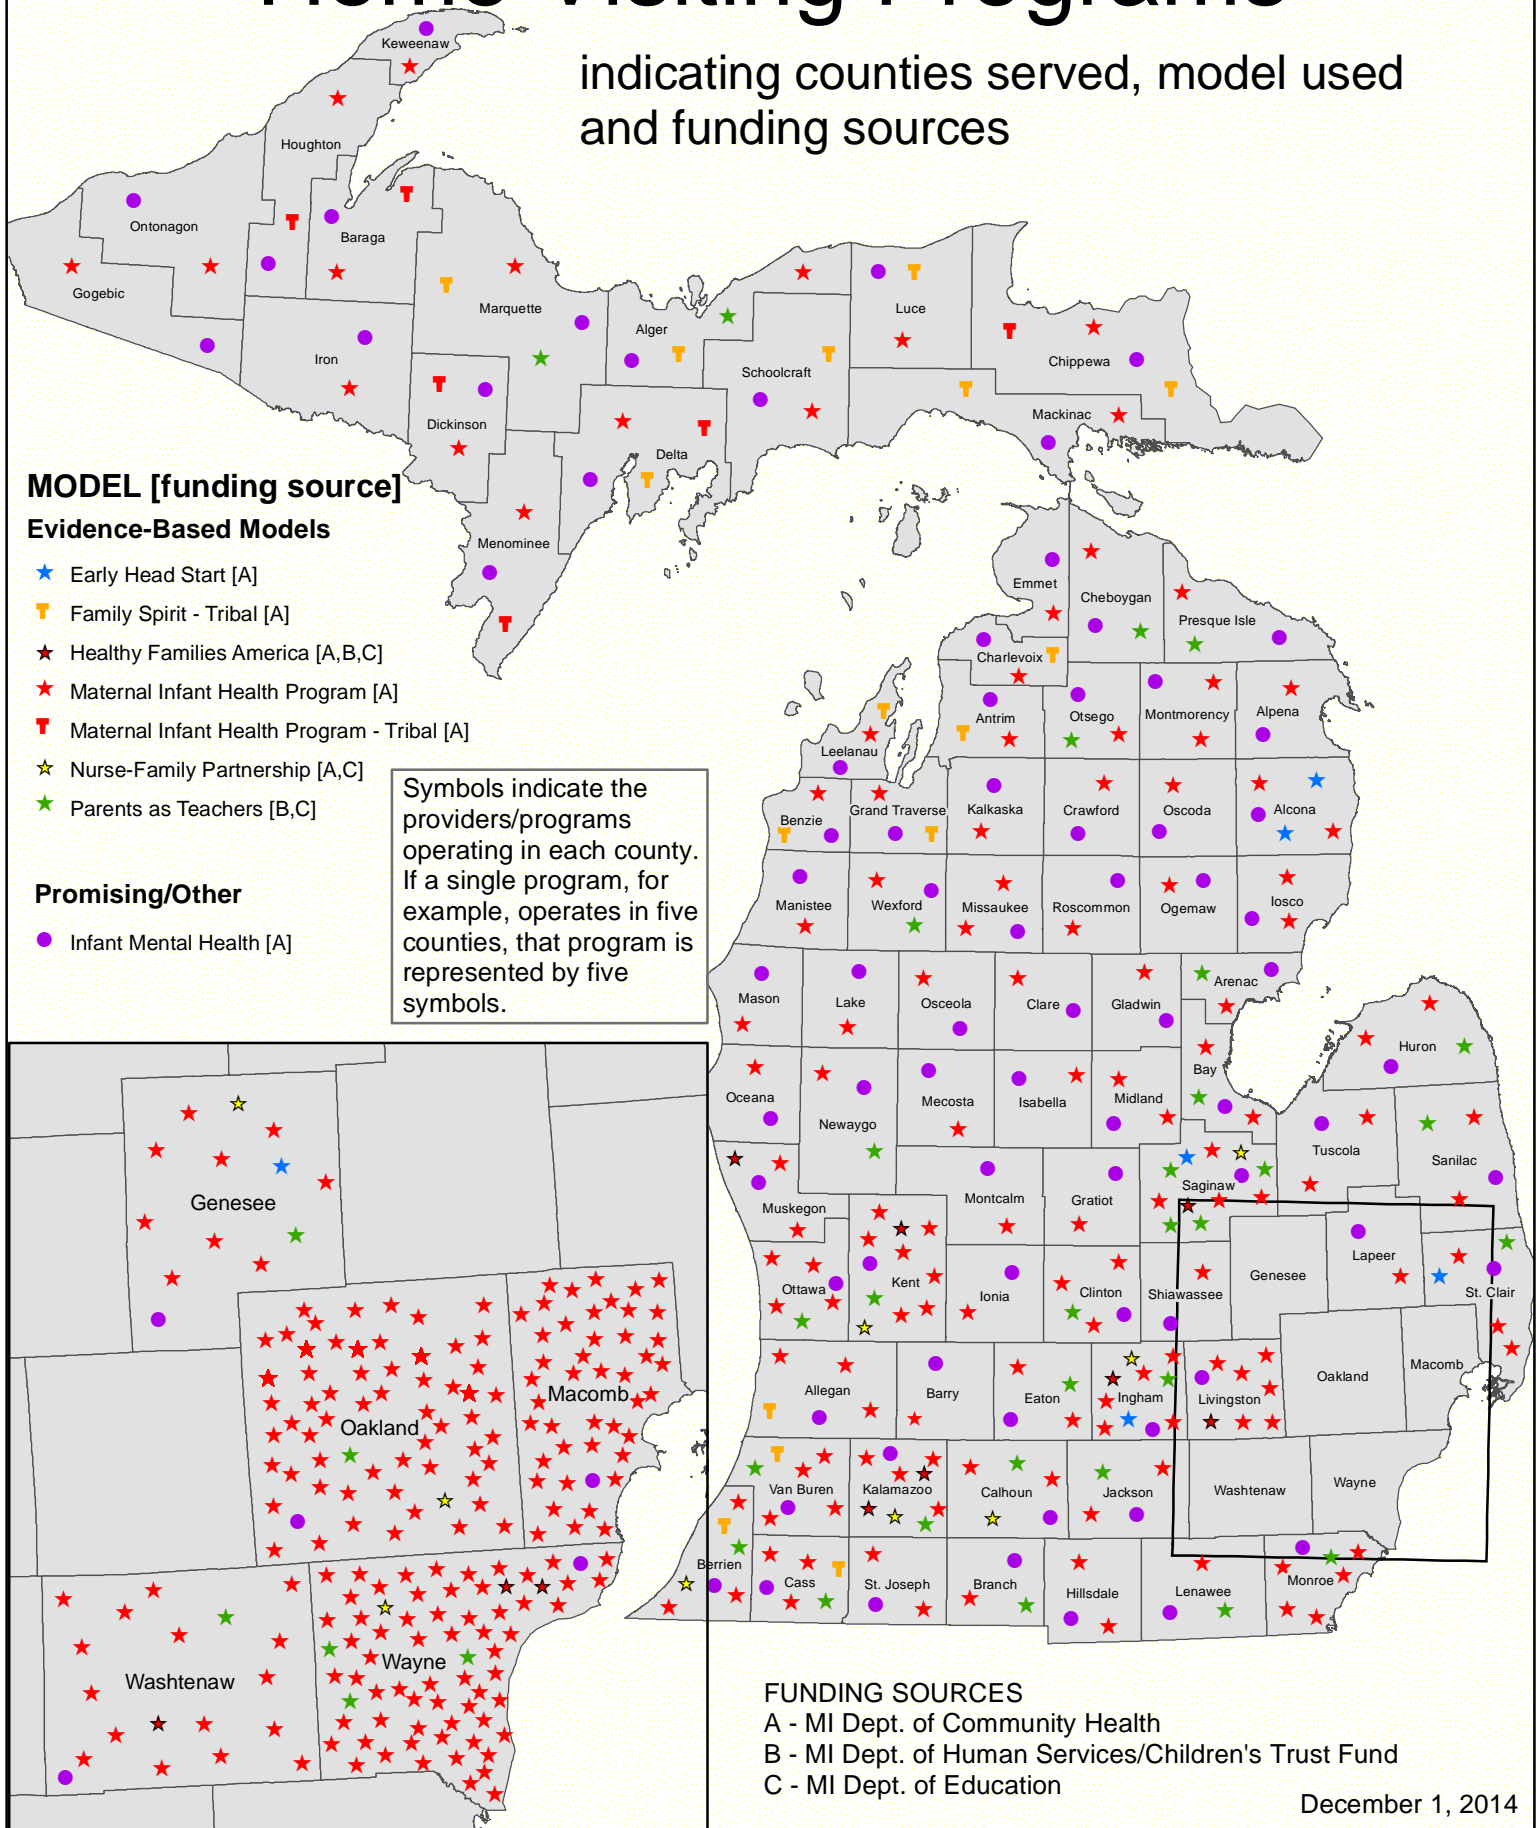 Home Visiting Programs
indicating counties served, model used
and funding sources
Keweenaw
Houghton
Ontonagon
Baraga
Gogebic
Marquette
Iron
Alger
Luce
Schoolcraft
Chippewa
Dickinson
Mackinac
Delta
Menominee
MODEL [funding source]
Evidence-Based Models
Early Head Start [A]
Family Spirit - Tribal [A]
Healthy Families America [A,B,C]
Maternal Infant Health Program [A]
Maternal Infant Health Program - Tribal [A]
Nurse-Family Partnership [A,C]
Parents as Teachers [B,C]
Promising/Other
Infant Mental Health [A]
Symbols indicate the
providers/programs
operating in each county.
If a single program, for
example, operates in five
counties, that program is
represented by five
symbols.
Emmet
Cheboygan
Presque Isle
Charlevoix
Antrim
Otsego
Montmorency
Alpena
Leelanau
Benzie
Grand Traverse
Kalkaska
Crawford
Oscoda
Alcona
Manistee
Wexford
Missaukee
Roscommon
Ogemaw
Iosco
Mason
Lake
Osceola
Clare
Gladwin
Arenac
Huron
Oceana
Newaygo
Mecosta
Isabella
Midland
Bay
Tuscola
Sanilac
Muskegon
Montcalm
Gratiot
Saginaw
Ottawa
Kent
Ionia
Clinton
Shiawassee
Genesee
Lapeer
St. Clair
Allegan
Barry
Eaton
Ingham
Livingston
Oakland
Macomb
Van Buren
Kalamazoo
Calhoun
Jackson
Washtenaw
Wayne
Berrien
Cass
St. Joseph
Branch
Hillsdale
Lenawee
Monroe
Genesee
Oakland
Macomb
Washtenaw
Wayne
FUNDING SOURCES
A - MI Dept. of Community Health
B - MI Dept. of Human Services/Children's Trust Fund
C - MI Dept. of Education
December 1, 2014